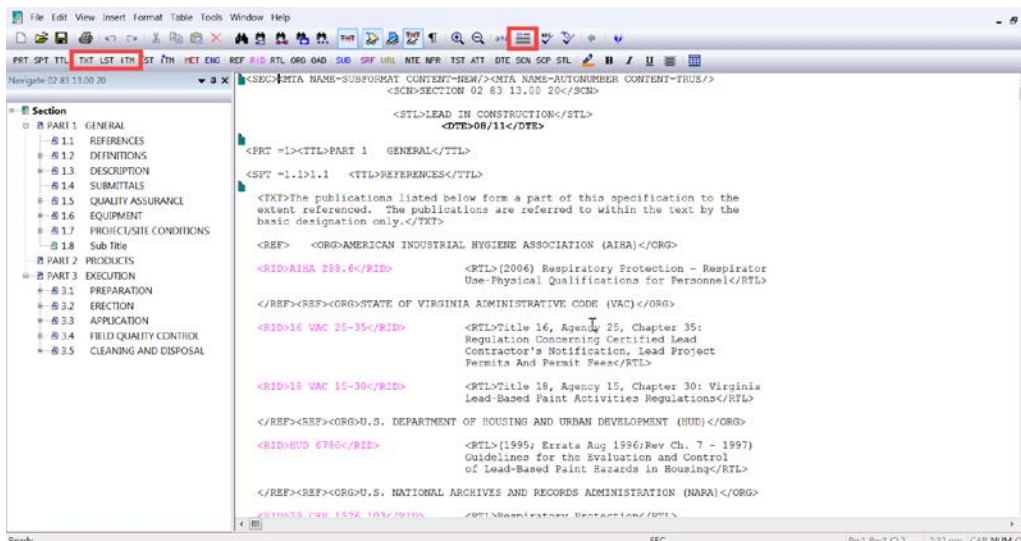 File Edit View Insert Format Table Tools Window Help
THT
PRT SPT TTL TXT LST ITM LST ITM MET ENG REF RID RTL ORG OAD SUB SRF URL NTE NPR TST ATT DTE SCN SCP STL B I U
Navigate 02 83 13.00 20
Section
PART 1 GENERAL
1.1 REFERENCES
1.2 DEFINITIONS
1.3 DESCRIPTION
1.4 SUBMITTALS
1.5 QUALITY ASSURANCE
1.6 EQUIPMENT
1.7 PROJECT/SITE CONDITIONS
1.8 Sub Title
PART 2 PRODUCTS
PART 3 EXECUTION
3.1 PREPARATION
3.2 ERECTION
3.3 APPLICATION
3.4 FIELD QUALITY CONTROL
3.5 CLEANING AND DISPOSAL
<SEC><MTA NAME=SUBFORMAT CONTENT=NEW/><MTA NAME=AUTONUMBER CONTENT=TRUE/>
<SCN>SECTION 02 83 13.00 20</SCN>
<STL>LEAD IN CONSTRUCTION</STL>
<DTE>08/11</DTE>
<PRT =1><TTL>PART 1 GENERAL</TTL>
<SPT =1.1>1.1 <TTL>REFERENCES</TTL>
<TXT>The publications listed below form a part of this specification to the
extent referenced. The publications are referred to within the text by the
basic designation only.</TXT>
<REF> <ORG>AMERICAN INDUSTRIAL HYGIENE ASSOCIATION (AIHA)</ORG>
<RID>AIHA Z88.6</RID> <RTL>(2006) Respiratory Protection - Respirator
Use-Physical Qualifications for Personnel</RTL>
</REF><REF><ORG>STATE OF VIRGINIA ADMINISTRATIVE CODE (VAC)</ORG>
<RID>16 VAC 25-35</RID> <RTL>Title 16, Agency 25, Chapter 35:
Regulation Concerning Certified Lead
Contractor's Notification, Lead Project
Permits And Permit Fees</RTL>
<RID>18 VAC 15-30</RID> <RTL>Title 18, Agency 15, Chapter 30: Virginia
Lead-Based Paint Activities Regulations</RTL>
</REF><REF><ORG>U.S. DEPARTMENT OF HOUSING AND URBAN DEVELOPMENT (HUD)</ORG>
<RID>HUD 6780</RID> <RTL>(1995; Errata Aug 1996;Rev Ch. 7 - 1997)
Guidelines for the Evaluation and Control
of Lead-Based Paint Hazards in Housing</RTL>
</REF><REF><ORG>U.S. NATIONAL ARCHIVES AND RECORDS ADMINISTRATION (NARA)</ORG>
<RID>29 CFR 1926.103</RID> <RTL>Respiratory Protection</RTL>
Ready SEC CAP NUM